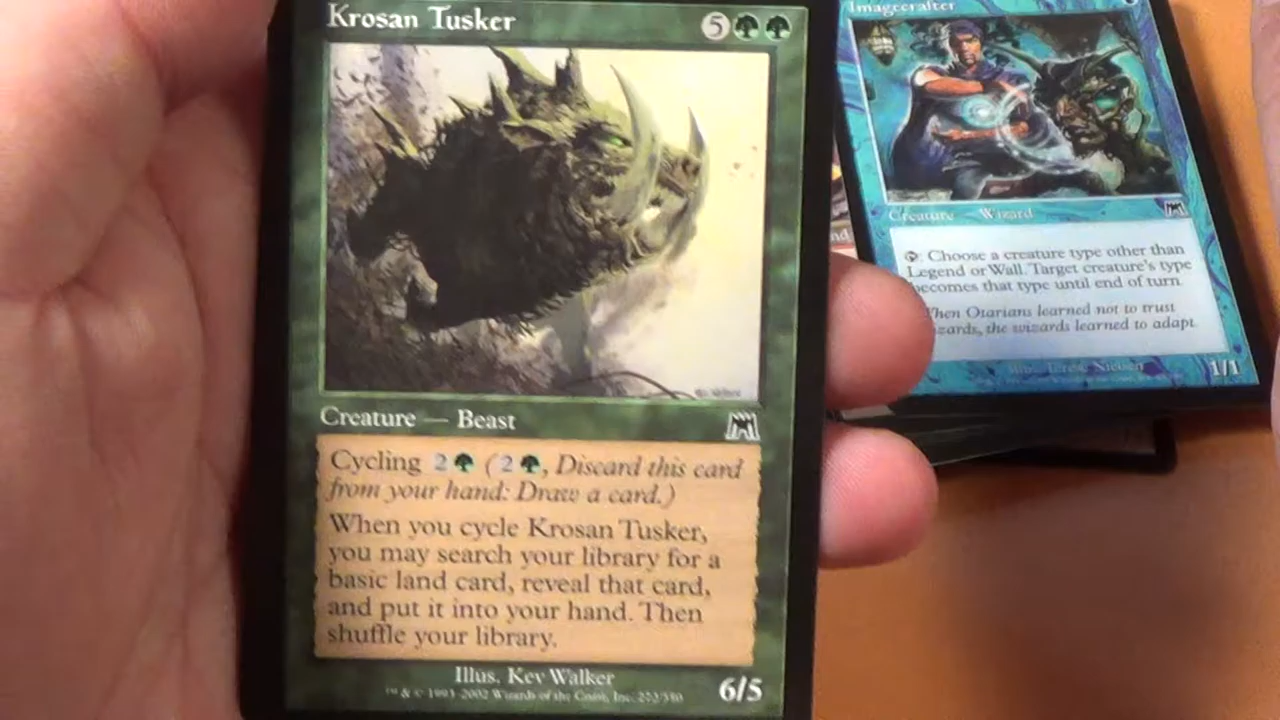 Krosan Tusker 5
Creature — Beast
Cycling 2 (2, Discard this card
from your hand: Draw a card.)
When you cycle Krosan Tusker,
you may search your library for a
basic land card, reveal that card,
and put it into your hand. Then
shuffle your library.
Illus. Kev Walker
™ & © 1993-2002 Wizards of the Coast, Inc.
6/5
Imagecrafter
Creature — Wizard
: Choose a creature type other than
Legend or Wall. Target creature's type
becomes that type until end of turn.
When Otarians learned not to trust
wizards, the wizards learned to adapt.
Illus. Terese Nielsen
1/1
nd